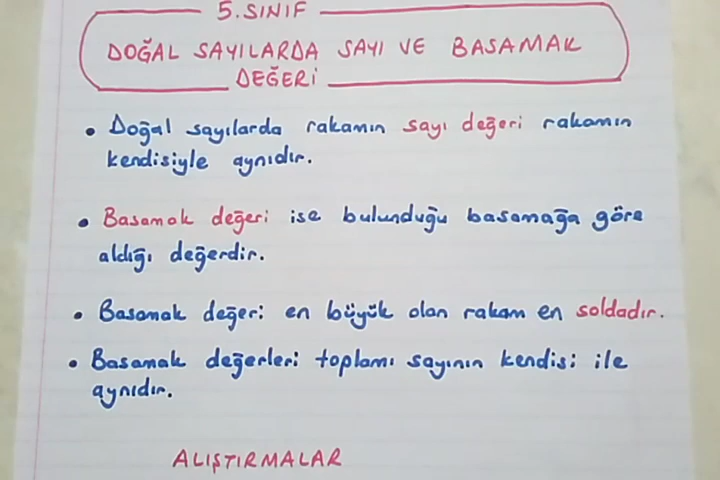 5. SINIF
DOĞAL SAYILARDA SAYI VE BASAMAK
DEĞERİ
• Doğal sayılarda rakamın sayı değeri rakamın
kendisiyle aynıdır.
• Basamak değeri ise bulunduğu basamağa göre
aldığı değerdir.
• Basamak değeri en büyük olan rakam en soldadır.
• Basamak değerleri toplamı sayının kendisi ile
aynıdır.
ALIŞTIRMALAR